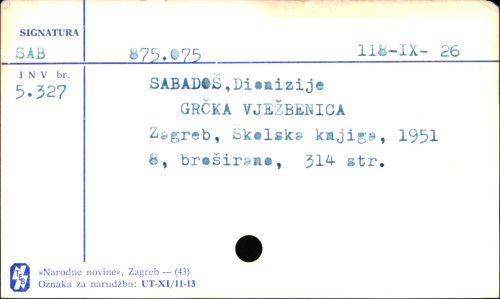 SIGNATURA
SAB 875.075 118-IX- 26
INV br.
5.327
SABADOŠ,Dionizije
GRČKA VJEŽBENICA
Zagreb, Školska knjiga, 1951
8, broširano, 314 str.
»Narodne novine«, Zagreb — (43)
Oznaka za narudžbu: UT-XI/11-13